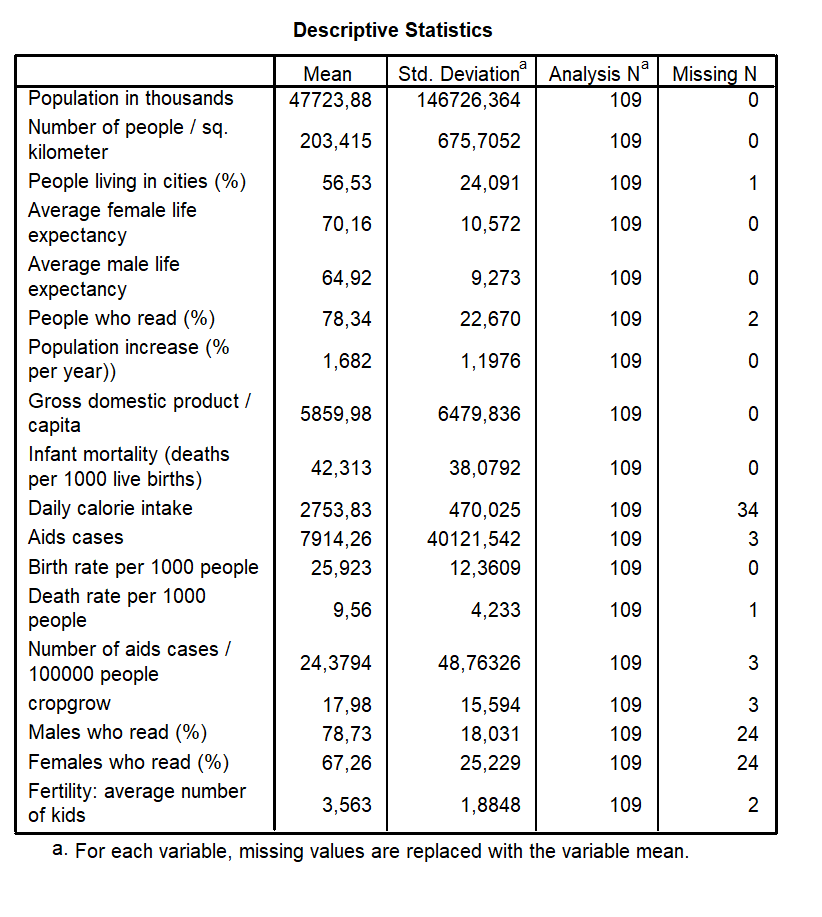 Descriptive Statistics
Mean Std. Deviationa Analysis Na Missing N
Population in thousands 47723,88 146726,364 109 0
Number of people / sq.
kilometer 203,415 675,7052 109 0
People living in cities (%) 56,53 24,091 109 1
Average female life
expectancy 70,16 10,572 109 0
Average male life
expectancy 64,92 9,273 109 0
People who read (%) 78,34 22,670 109 2
Population increase (%
per year)) 1,682 1,1976 109 0
Gross domestic product /
capita 5859,98 6479,836 109 0
Infant mortality (deaths
per 1000 live births) 42,313 38,0792 109 0
Daily calorie intake 2753,83 470,025 109 34
Aids cases 7914,26 40121,542 109 3
Birth rate per 1000 people 25,923 12,3609 109 0
Death rate per 1000
people 9,56 4,233 109 1
Number of aids cases /
100000 people 24,3794 48,76326 109 3
cropgrow 17,98 15,594 109 3
Males who read (%) 78,73 18,031 109 24
Females who read (%) 67,26 25,229 109 24
Fertility: average number
of kids 3,563 1,8848 109 2
a. For each variable, missing values are replaced with the variable mean.